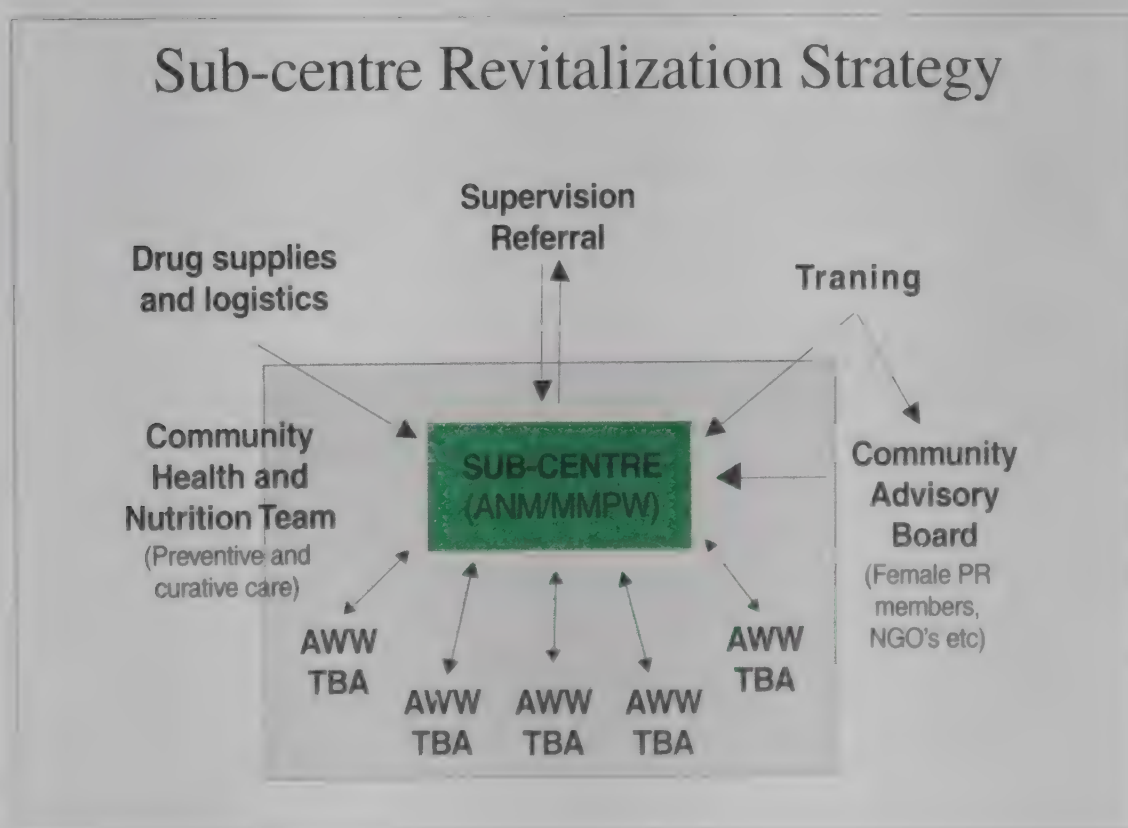 Sub-centre Revitalization Strategy
Supervision
Referral
Drug supplies
and logistics
Traning
Community
Health and
Nutrition Team
(Preventive and
curative care)
SUB-CENTRE
(ANM/MMPW)
Community
Advisory
Board
(Female PR
members,
NGO's etc)
AWW
TBA
AWW
TBA
AWW
TBA
AWW
TBA
AWW
TBA